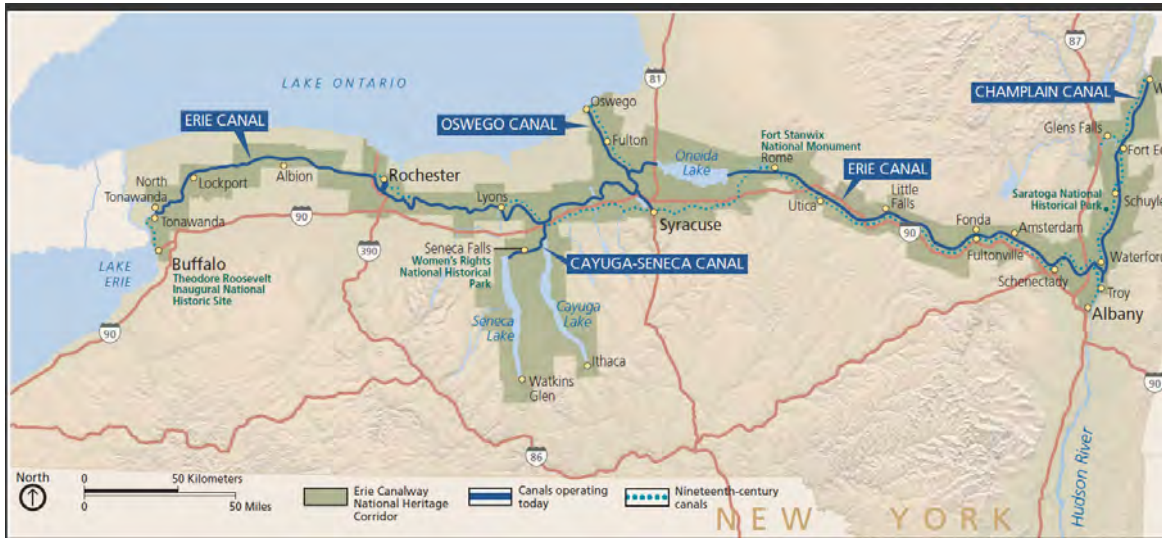 LAKE ONTARIO
87
81
CHAMPLAIN CANAL
W
Oswego
ERIE CANAL
OSWEGO CANAL
Fulton
Glens Falls
Fort Ed
Fort Stanwix
National Monument
Rome
Oneida
Lake
ERIE CANAL
North
Tonawanda
Lockport
Albion
Rochester
Lyons
Little
Falls
Saratoga National
Historical Park
Schuyle
Tonawanda
90
Utica
90
Fonda
Amsterdam
Syracuse
390
Seneca Falls
Women's Rights
National Historical
Park
CAYUGA-SENECA CANAL
Fultonville
Waterford
Schenectady
LAKE
ERIE
Buffalo
Theodore Roosevelt
Inaugural National
Historic Site
Troy
Albany
90
Seneca
Lake
Cayuga
Lake
Ithaca
Watkins
Glen
90
86
Hudson River
North
0
50 Kilometers
0
50 Miles
Erie Canalway
National Heritage
Corridor
Canals operating
today
Nineteenth-century
canals
NEW YORK